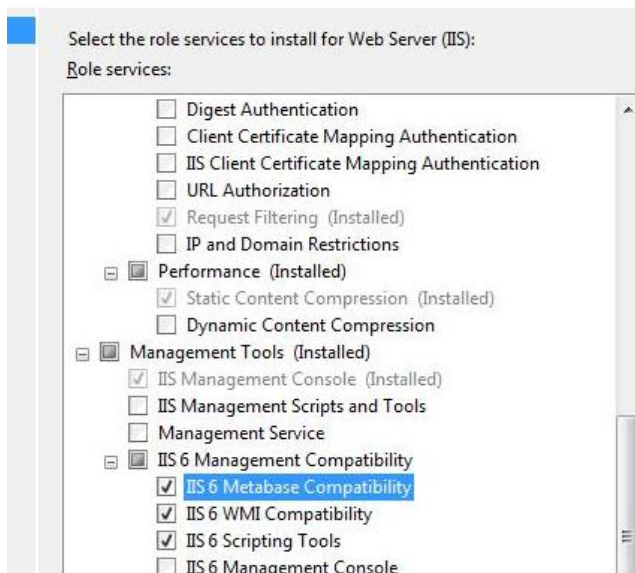 Select the role services to install for Web Server (IIS):
Role services:
Digest Authentication
Client Certificate Mapping Authentication
IIS Client Certificate Mapping Authentication
URL Authorization
Request Filtering (Installed)
IP and Domain Restrictions
Performance (Installed)
Static Content Compression (Installed)
Dynamic Content Compression
Management Tools (Installed)
IIS Management Console (Installed)
IIS Management Scripts and Tools
Management Service
IIS 6 Management Compatibility
IIS 6 Metabase Compatibility
IIS 6 WMI Compatibility
IIS 6 Scripting Tools
IIS 6 Management Console